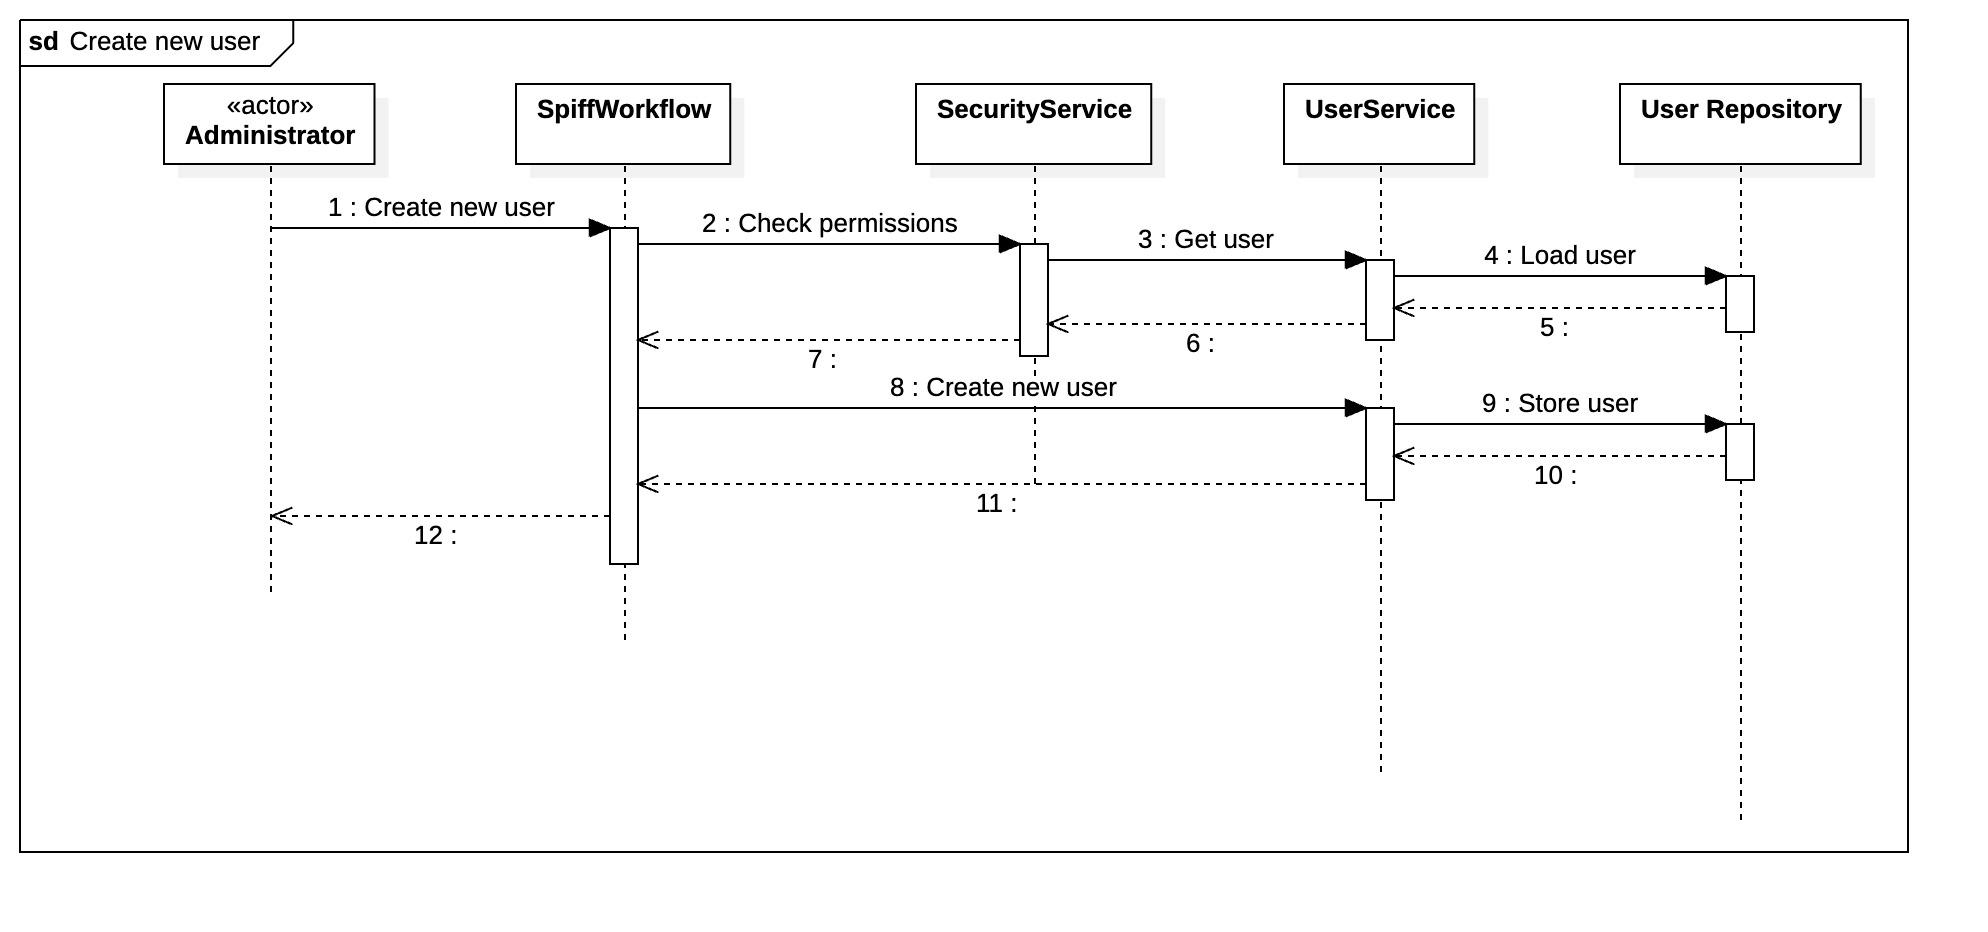 sd Create new user
«actor»
Administrator
SpiffWorkflow
SecurityService
UserService
User Repository
1 : Create new user
2 : Check permissions
3 : Get user
4 : Load user
5 :
6 :
7 :
8 : Create new user
9 : Store user
10 :
11 :
12 :